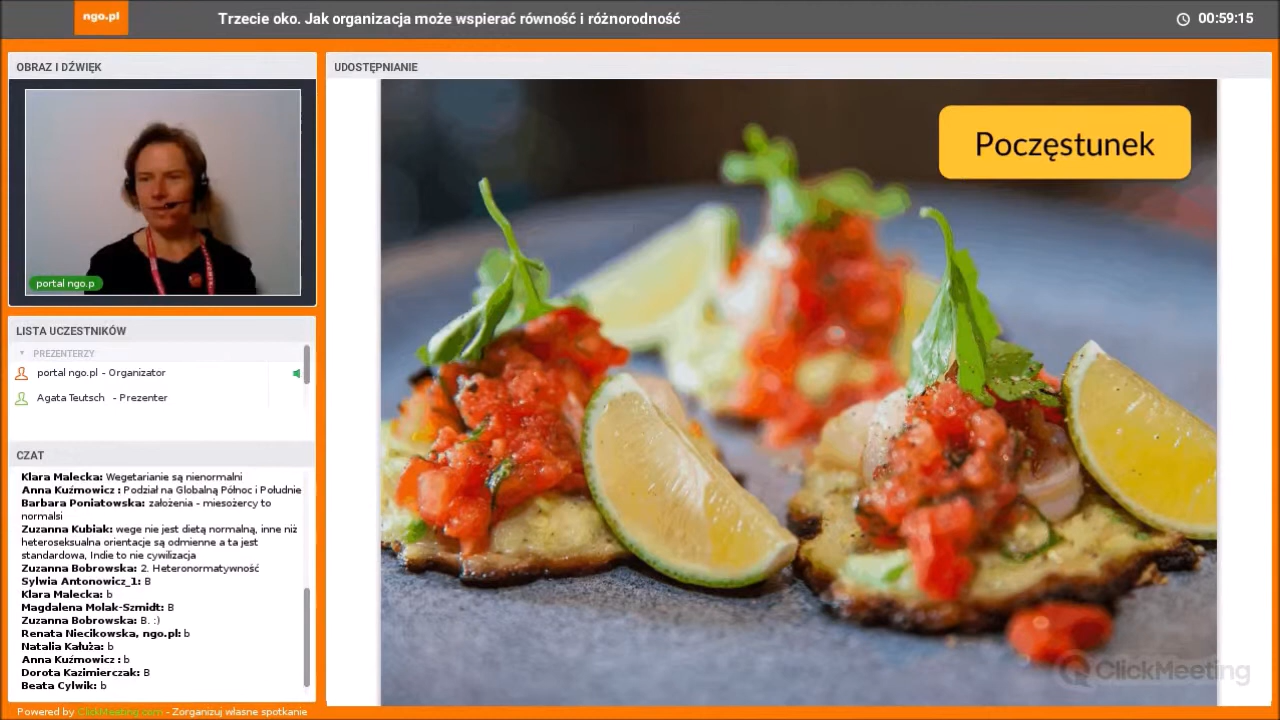 ngo.pl
Trzecie oko. Jak organizacja może wspierać równość i różnorodność
00:59:15
OBRAZ I DŹWIĘK
portal ngo.p
LISTA UCZESTNIKÓW
PREZENTERZY
portal ngo.pl - Organizator
Agata Teutsch - Prezenter
CZAT
Klara Małecka: Wegetarianie są nienormalni
Anna Kuźmowicz : Podział na Globalną Północ i Południe
Barbara Poniatowska: założenia - miesożercy to
normalsi
Zuzanna Kubiak: wege nie jest dietą normalną, inne niż
heteroseksualna orientacje są odmienne a ta jest
standardowa, Indie to nie cywilizacja
Zuzanna Bobrowska: 2. Heteronormatywność
Sylwia Antonowicz_1: B
Klara Małecka: b
Magdalena Molak-Szmidt: B
Zuzanna Bobrowska: B. :)
Renata Niecikowska, ngo.pl: b
Natalia Kałuża: b
Anna Kuźmowicz : b
Dorota Kazimierczak: B
Beata Cylwik: b
Powered by ClickMeeting.com - Zorganizuj własne spotkanie
UDOSTĘPNIANIE
Poczęstunek
ClickMeeting